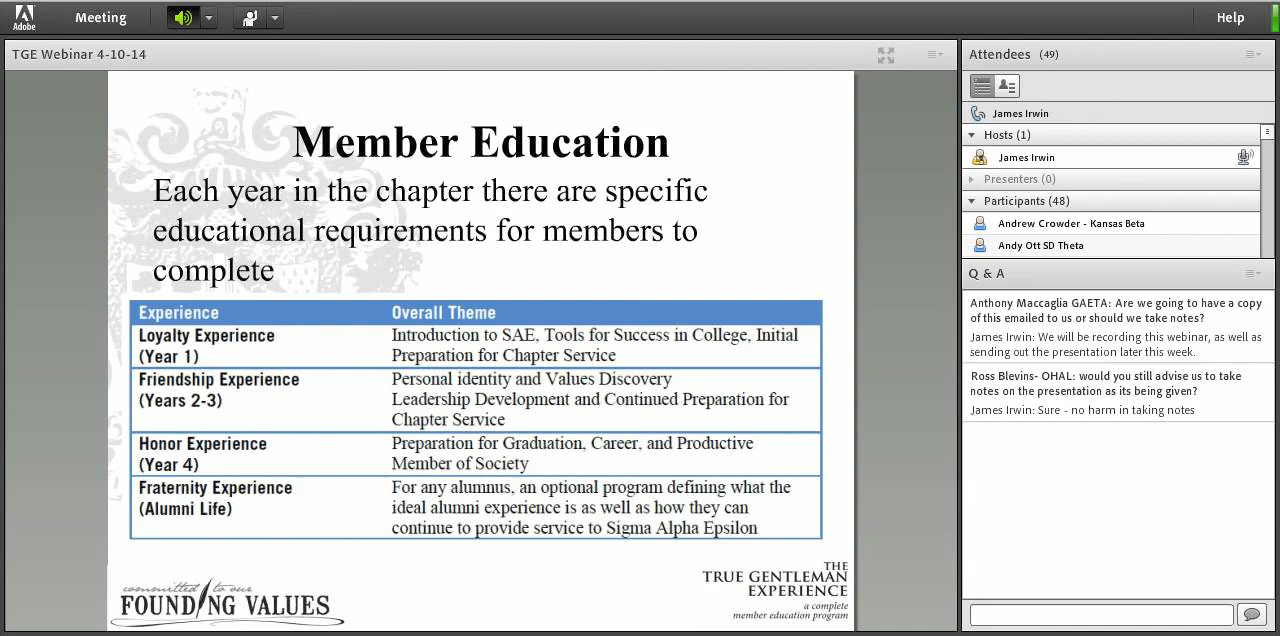 Adobe
Meeting
Help
TGE Webinar 4-10-14
Member Education
Each year in the chapter there are specific
educational requirements for members to
complete
Experience Overall Theme
Loyalty Experience Introduction to SAE, Tools for Success in College, Initial
(Year 1) Preparation for Chapter Service
Friendship Experience Personal identity and Values Discovery
(Years 2-3) Leadership Development and Continued Preparation for
Chapter Service
Honor Experience Preparation for Graduation, Career, and Productive
(Year 4) Member of Society
Fraternity Experience For any alumnus, an optional program defining what the
(Alumni Life) ideal alumni experience is as well as how they can
continue to provide service to Sigma Alpha Epsilon
committed to our
FOUNDING VALUES
THE
TRUE GENTLEMAN
EXPERIENCE
a complete
member education program
Attendees (49)
James Irwin
Hosts (1)
James Irwin
Presenters (0)
Participants (48)
Andrew Crowder - Kansas Beta
Andy Ott SD Theta
Q & A
Anthony Maccaglia GAETA: Are we going to have a copy
of this emailed to us or should we take notes?
James Irwin: We will be recording this webinar, as well as
sending out the presentation later this week.
Ross Blevins- OHAL: would you still advise us to take
notes on the presentation as its being given?
James Irwin: Sure - no harm in taking notes